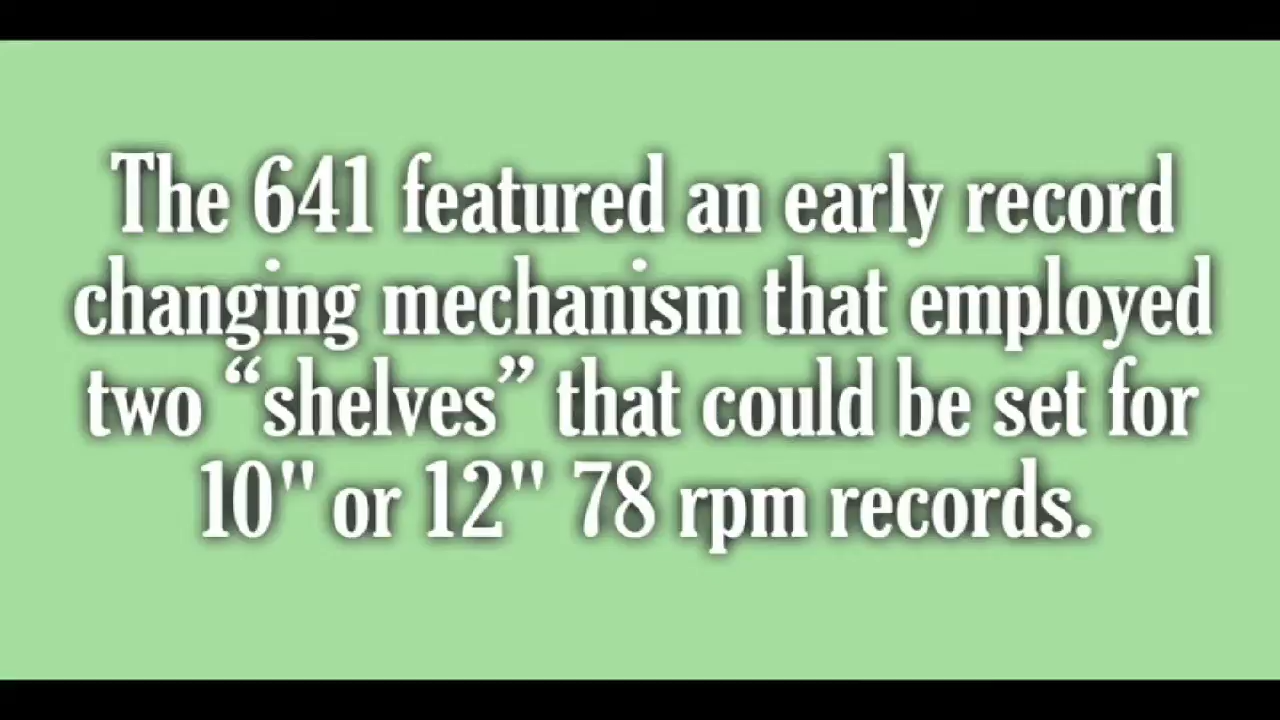 The 641 featured an early record
changing mechanism that employed
two “shelves” that could be set for
10" or 12" 78 rpm records.